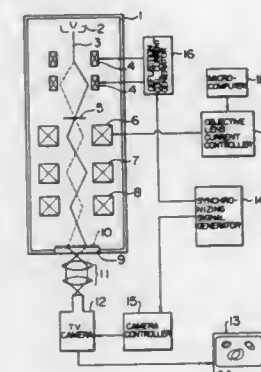 1
2
3
4
4
5
6
7
8
10
9
11
12
TV
CAMERA
15
CAMERA
CONTROLLER
16
MICRO-
COMPUTER
OBJECTIVE
LENS
CURRENT
CONTROLLER
14
SYNCHRO-
NIZING
SIGNAL
GENERATOR
13